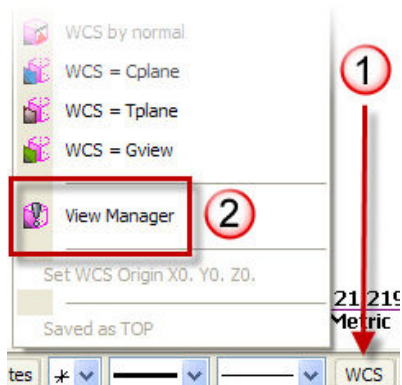 WCS by normal
WCS = Cplane
1
WCS = Tplane
WCS = Gview
View Manager
2
Set WCS Origin X0. Y0. Z0.
21.219
Metric
Saved as TOP
tes
WCS